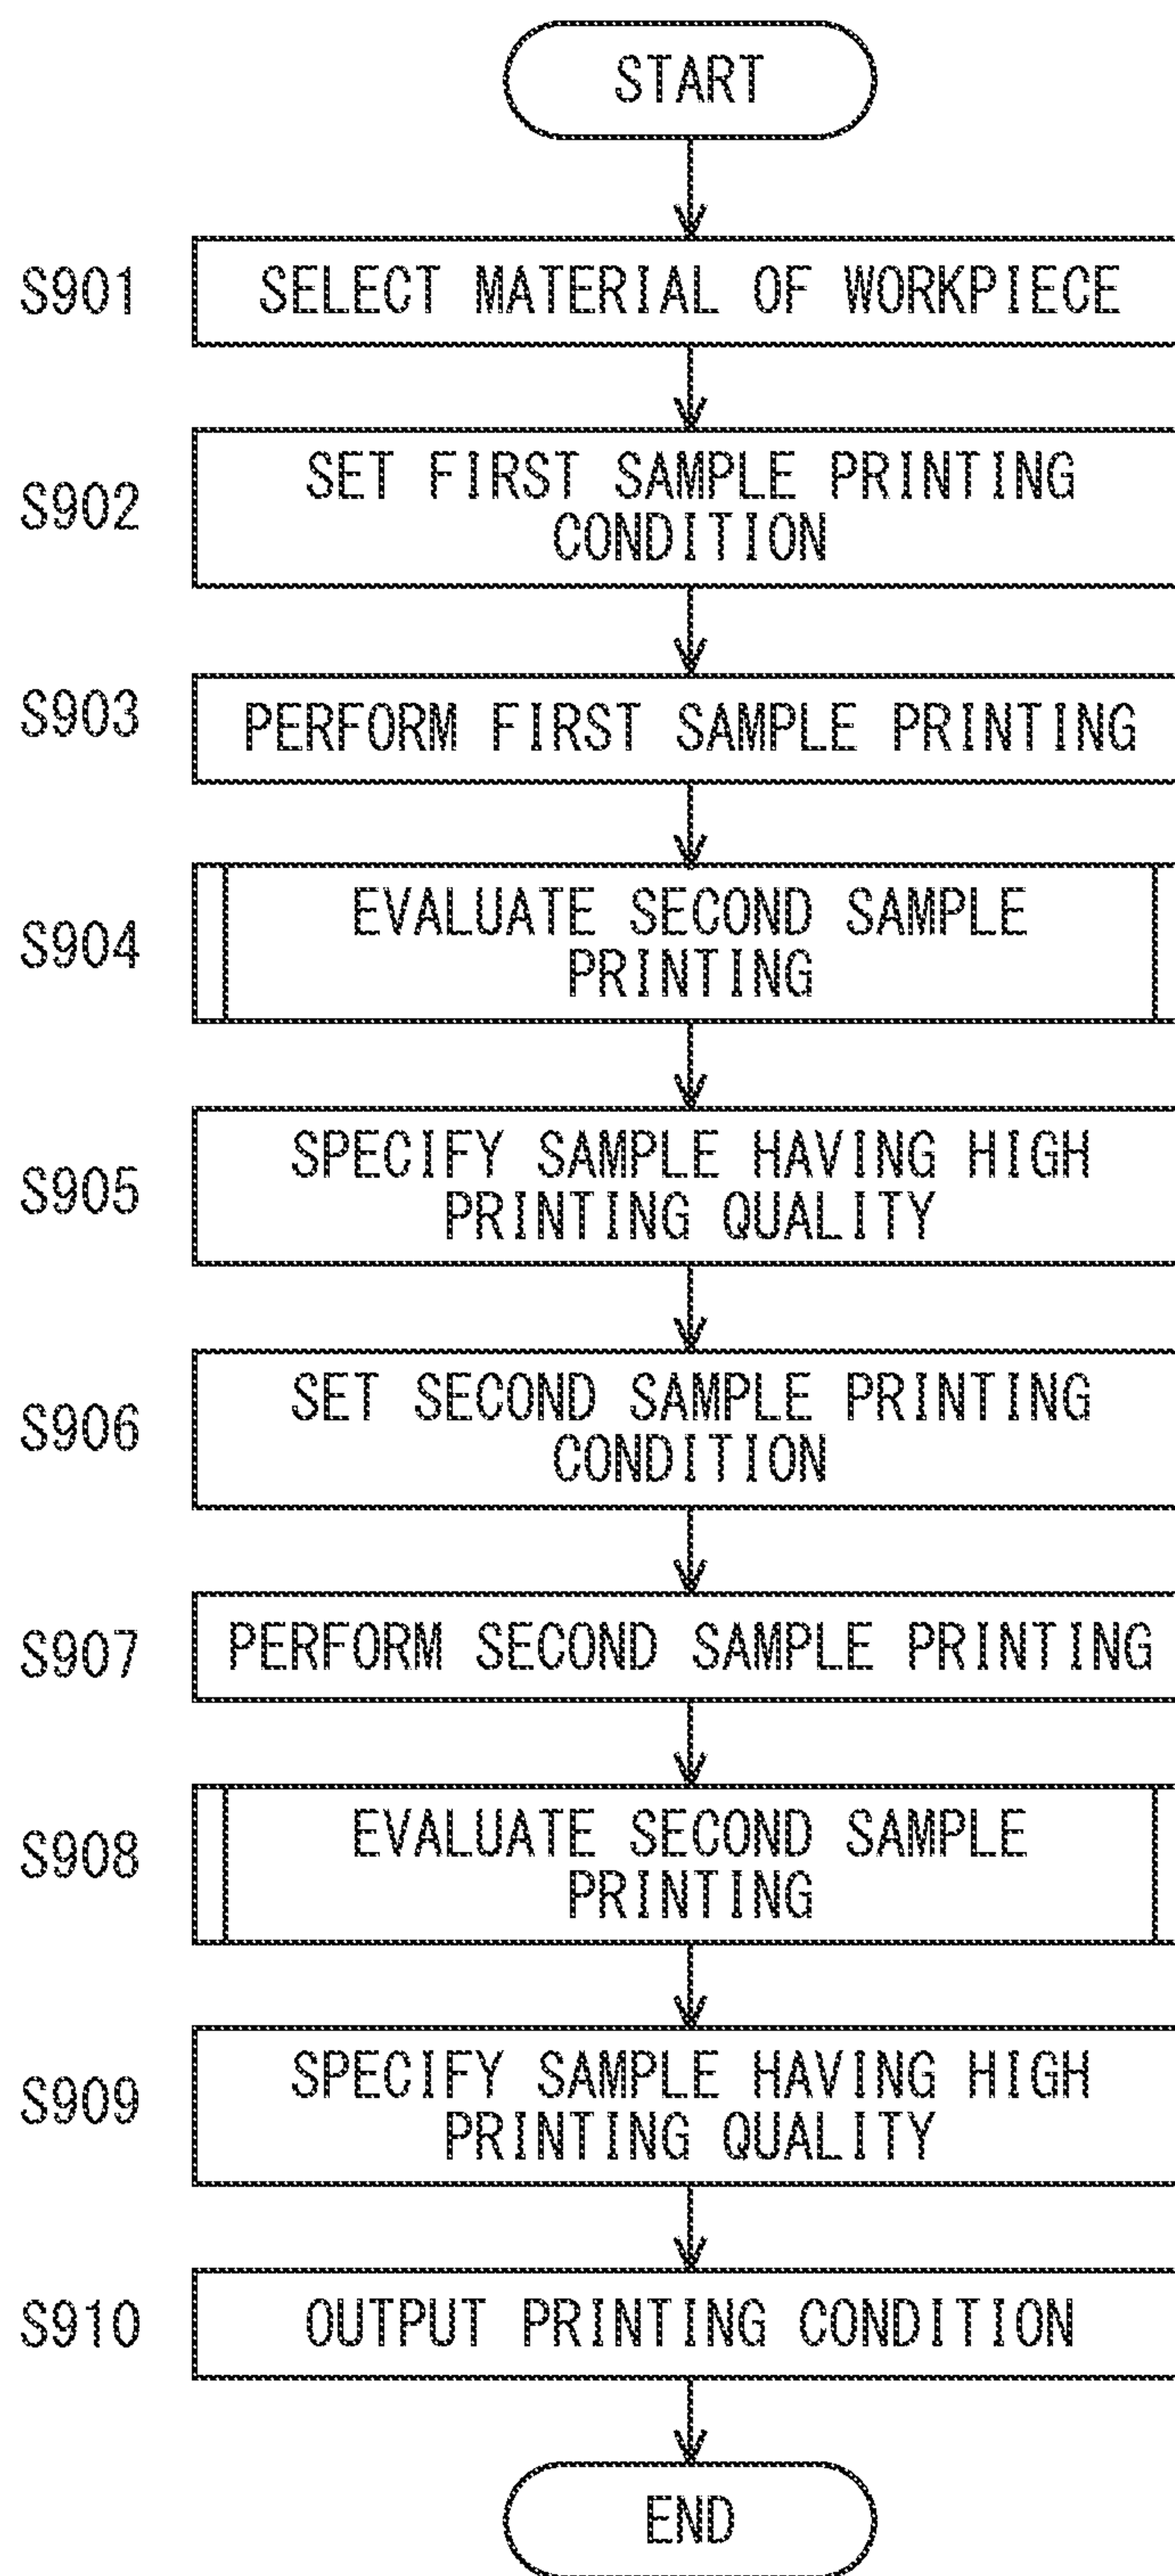 START
S901 SELECT MATERIAL OF WORKPIECE
S902 SET FIRST SAMPLE PRINTING
CONDITION
S903 PERFORM FIRST SAMPLE PRINTING
S904 EVALUATE SECOND SAMPLE
PRINTING
S905 SPECIFY SAMPLE HAVING HIGH
PRINTING QUALITY
S906 SET SECOND SAMPLE PRINTING
CONDITION
S907 PERFORM SECOND SAMPLE PRINTING
S908 EVALUATE SECOND SAMPLE
PRINTING
S909 SPECIFY SAMPLE HAVING HIGH
PRINTING QUALITY
S910 OUTPUT PRINTING CONDITION
END